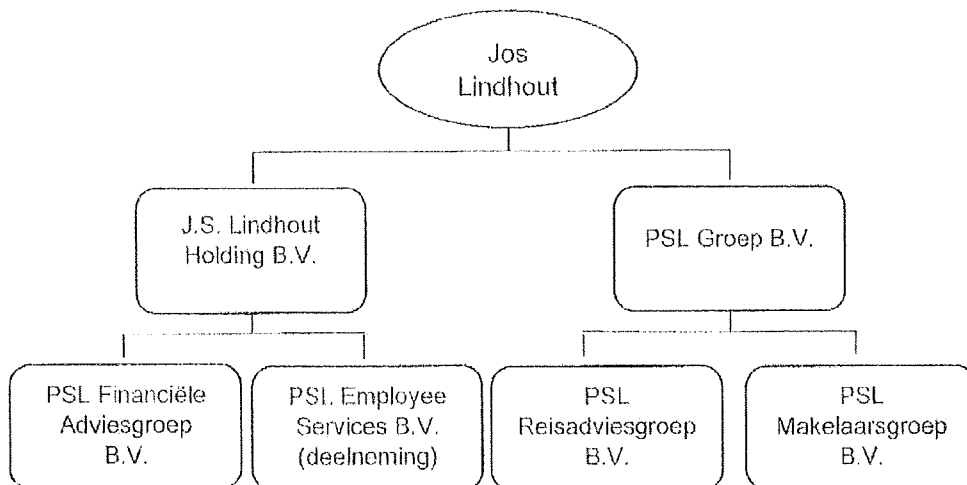 Jos
Lindhout
J.S. Lindhout
Holding B.V.
PSL Groep B.V.
PSL Financiële
Adviesgroep
B.V.
PSL Employee
Services B.V.
(deelneming)
PSL
Reisadviesgroep
B.V.
PSL
Makelaarsgroep
B.V.